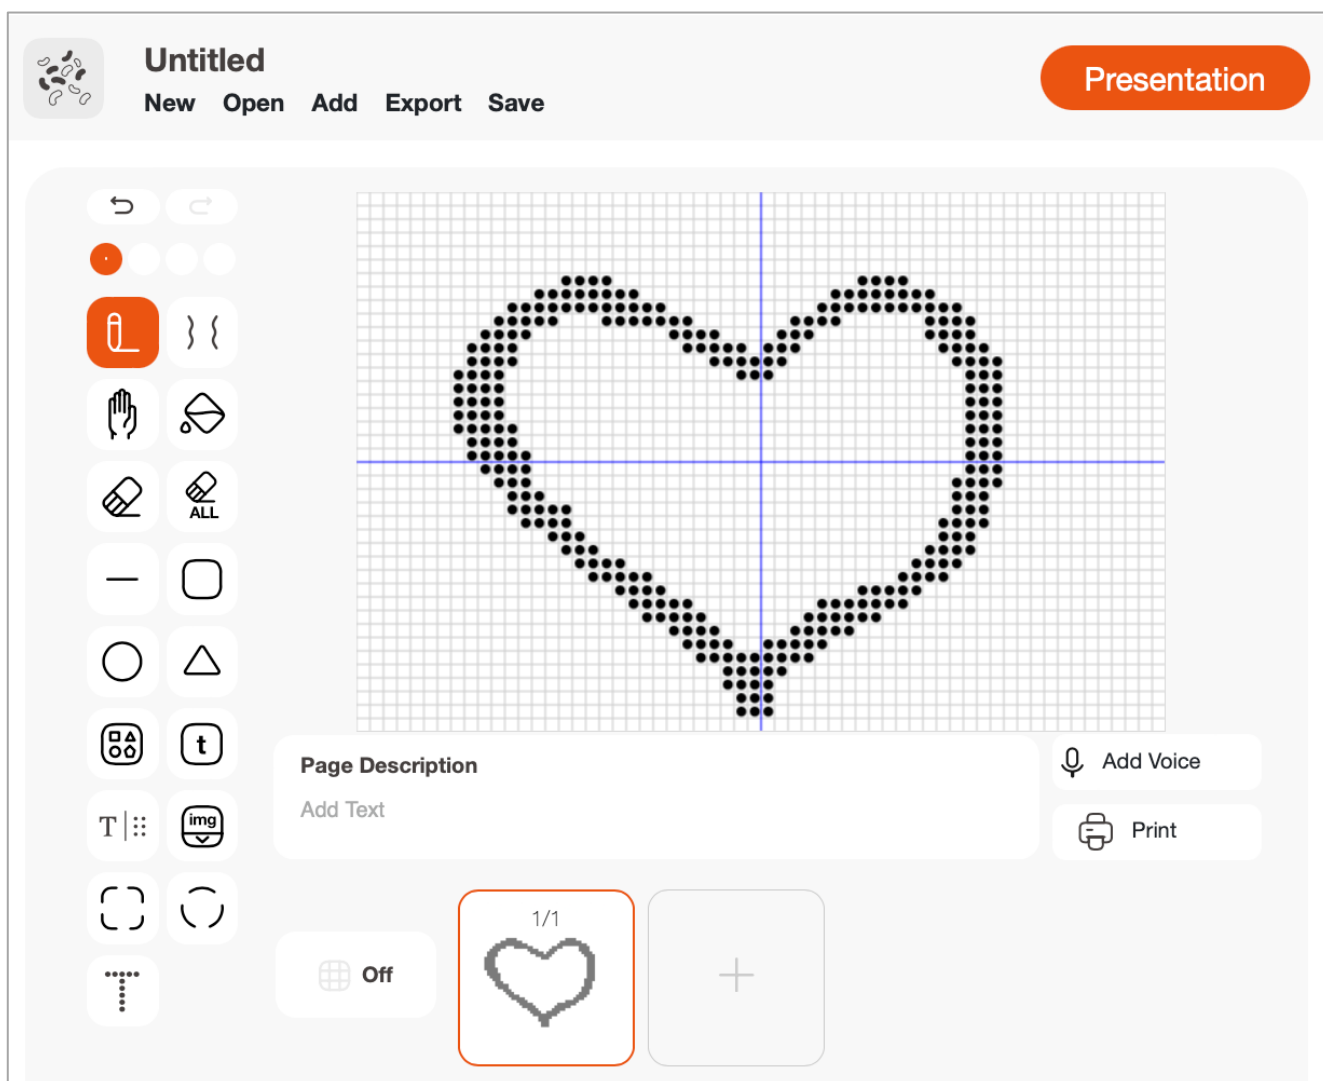 Untitled
New Open Add Export Save
Presentation
ALL
t
T
img
T
Page Description
Add Text
Add Voice
Print
Off
1/1